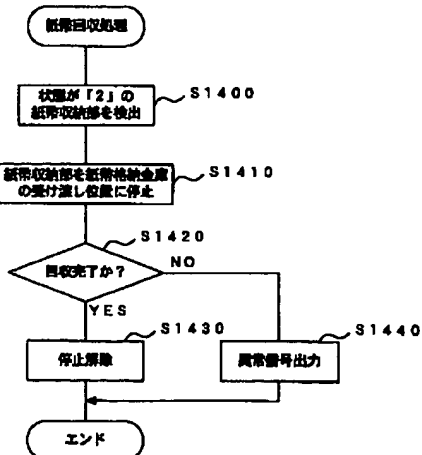 紙幣回収処理
状態が「2」の
紙幣収納部を検出
S1400
紙幣収納部を紙幣格納金庫
の受け渡し位置に停止
S1410
S1420
回収完了か?
NO
YES
S1430
停止解除
S1440
異常信号出力
エンド